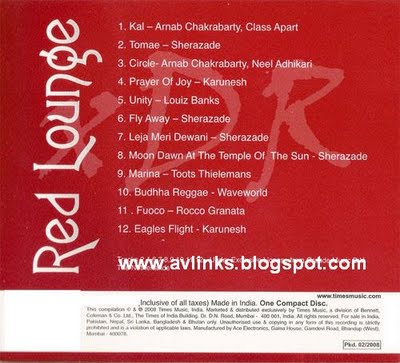 Red Lounge
1. Kal – Arnab Chakrabarty, Class Apart
2. Tomae – Sherazade
3. Circle- Arnab Chakrabarty, Neel Adhikari
4. Prayer Of Joy – Karunesh
5. Unity – Louiz Banks
6. Fly Away – Sherazade
7. Leja Meri Dewani – Sherazade
8. Moon Dawn At The Temple Of The Sun - Sherazade
9. Marina – Toots Thielemans
10. Budhha Reggae - Waveworld
11 . Fuoco – Rocco Granata
12. Eagles Flight - Karunesh
www.avlinks.blogspot.com
xDR
www.timesmusic.com
Inclusive of all taxes) Made in India. One Compact Disc.
This compilation © & ℗ 2008 Times Music, India. Marketed & distributed exclusively by Times Music, a division of Bennett,
Coleman & Co. Ltd., The Times of India Building, Dr. D.N. Road, Mumbai - 400 001, India. All rights reserved. For sale in India,
Pakistan, Nepal, Sri Lanka, Bangladesh & Bhutan only. Unauthorised use & copying in any form of this recording is strictly
prohibited and is a violation of applicable laws. Manufactured by Ace Electronics, Gama House, Gamdevi Road, Bhandup (West),
Mumbai - 400078.
Pkd. 02/2008